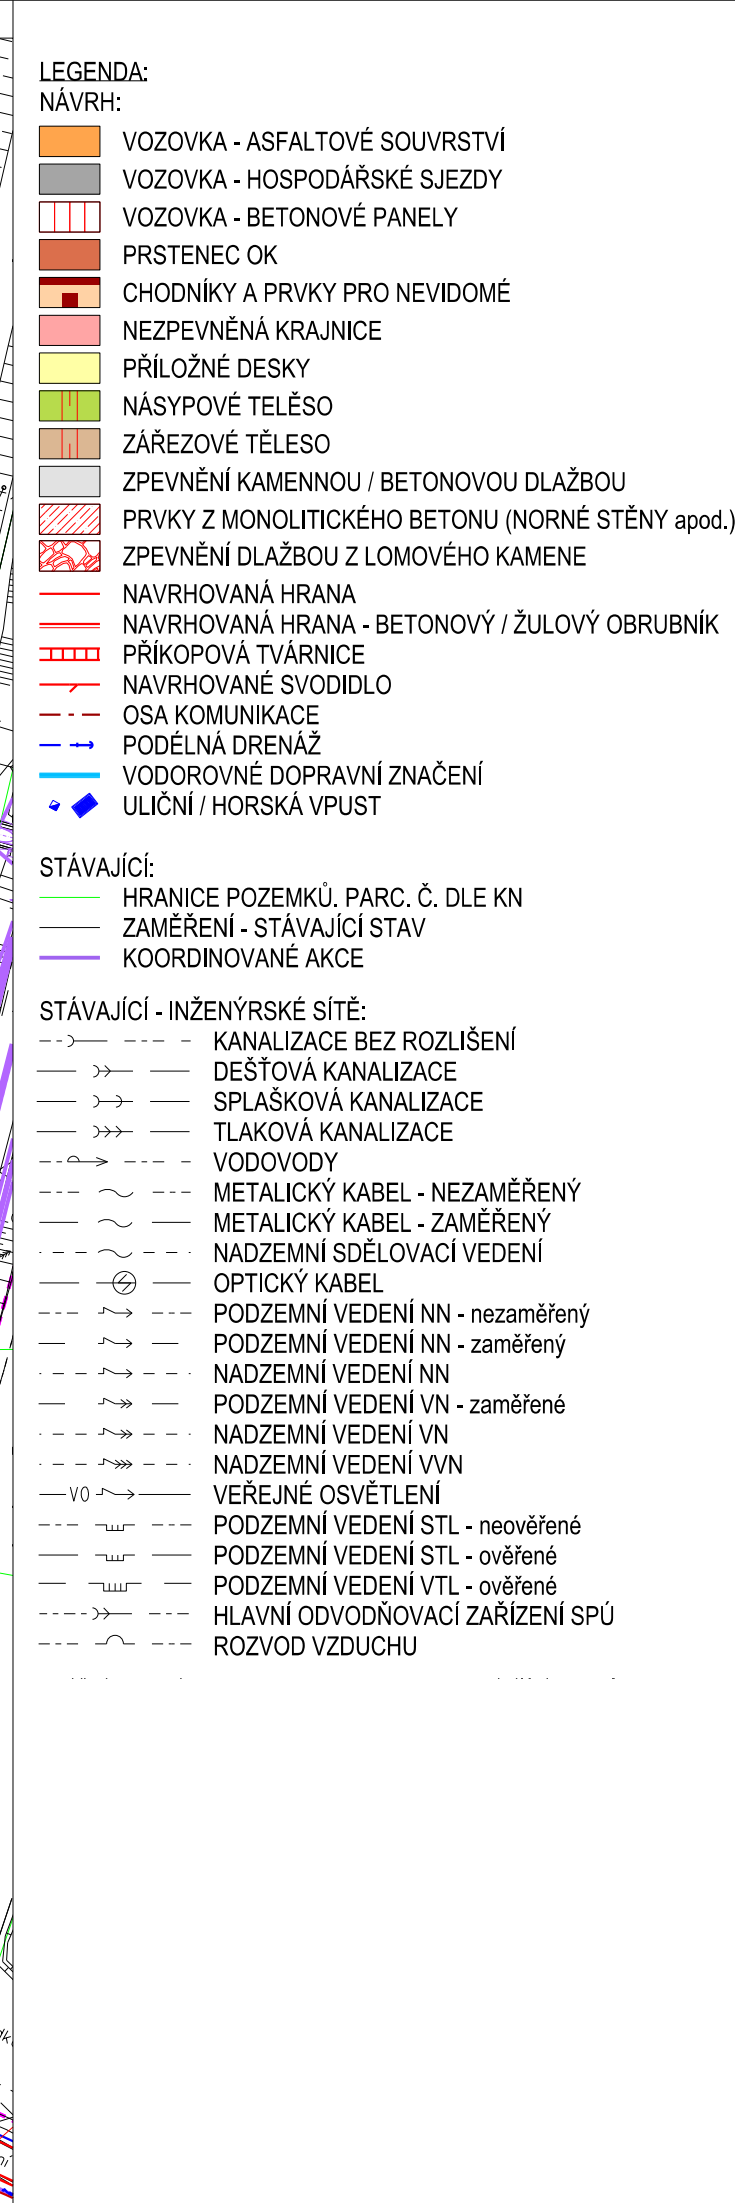 LEGENDA:
NÁVRH:
VOZOVKA - ASFALTOVÉ SOUVRSTVÍ
VOZOVKA - HOSPODÁŘSKÉ SJEZDY
VOZOVKA - BETONOVÉ PANELY
PRSTENEC OK
CHODNÍKY A PRVKY PRO NEVIDOMÉ
NEZPEVNĚNÁ KRAJNICE
PŘÍLOŽNÉ DESKY
NÁSYPOVÉ TELĚSO
ZÁŘEZOVÉ TĚLESO
ZPEVNĚNÍ KAMENNOU / BETONOVOU DLAŽBOU
PRVKY Z MONOLITICKÉHO BETONU (NORNÉ STĚNY apod.)
ZPEVNĚNÍ DLAŽBOU Z LOMOVÉHO KAMENE
NAVRHOVANÁ HRANA
NAVRHOVANÁ HRANA - BETONOVÝ / ŽULOVÝ OBRUBNÍK
PŘÍKOPOVÁ TVÁRNICE
NAVRHOVANÉ SVODIDLO
OSA KOMUNIKACE
PODÉLNÁ DRENÁŽ
VODOROVNÉ DOPRAVNÍ ZNAČENÍ
ULIČNÍ / HORSKÁ VPUST
STÁVAJÍCÍ:
HRANICE POZEMKŮ. PARC. Č. DLE KN
ZAMĚŘENÍ - STÁVAJÍCÍ STAV
KOORDINOVANÉ AKCE
STÁVAJÍCÍ - INŽENÝRSKÉ SÍTĚ:
KANALIZACE BEZ ROZLIŠENÍ
DEŠŤOVÁ KANALIZACE
SPLAŠKOVÁ KANALIZACE
TLAKOVÁ KANALIZACE
VODOVODY
METALICKÝ KABEL - NEZAMĚŘENÝ
METALICKÝ KABEL - ZAMĚŘENÝ
NADZEMNÍ SDĚLOVACÍ VEDENÍ
OPTICKÝ KABEL
PODZEMNÍ VEDENÍ NN - nezaměřený
PODZEMNÍ VEDENÍ NN - zaměřený
NADZEMNÍ VEDENÍ NN
PODZEMNÍ VEDENÍ VN - zaměřené
NADZEMNÍ VEDENÍ VN
NADZEMNÍ VEDENÍ VVN
VO VEŘEJNÉ OSVĚTLENÍ
PODZEMNÍ VEDENÍ STL - neověřené
PODZEMNÍ VEDENÍ STL - ověřené
PODZEMNÍ VEDENÍ VTL - ověřené
HLAVNÍ ODVODŇOVACÍ ZAŘÍZENÍ SPÚ
ROZVOD VZDUCHU